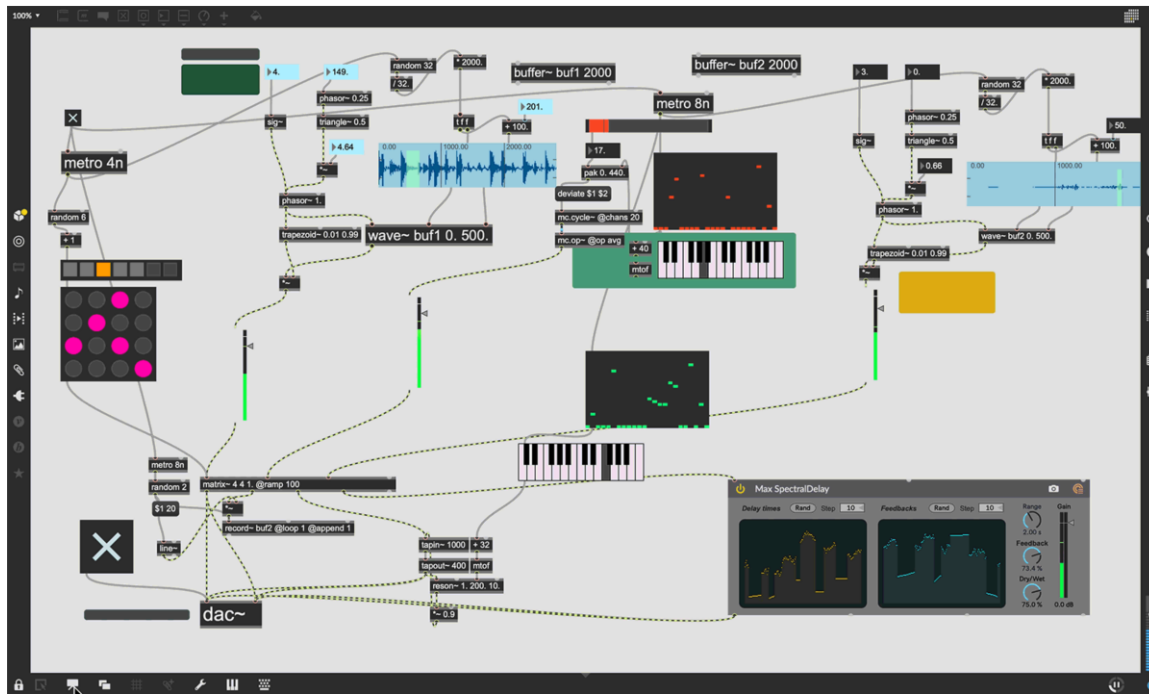 100%
4.
149.
random 32
/ 32.
* 2000.
buffer~ buf1 2000
buffer~ buf2 2000
metro 8n
3.
0.
random 32
/ 32.
* 2000.
phasor~ 0.25
sig~
triangle~ 0.5
t f f
201.
+ 100.
metro 4n
4.64
*~
0.00
1000.00
2000.00
17.
pak 0. 440.
deviate $1 $2
mc.cycle~ @chans 20
mc.op~ @op avg
+ 40
mtof
phasor~ 0.25
sig~
triangle~ 0.5
t f f
50.
+ 100.
0.66
*~
0.00
1000.00
phasor~ 1.
phasor~ 1.
random 6
+ 1
trapezoid~ 0.01 0.99
wave~ buf1 0. 500.
*~
wave~ buf2 0. 500.
trapezoid~ 0.01 0.99
*~
metro 8n
random 2
$1 20
line~
matrix~ 4 4 1. @ramp 100
*~
record~ buf2 @loop 1 @append 1
tapin~ 1000
+ 32
tapout~ 400
mtof
reson~ 1. 200. 10.
*~ 0.9
dac~
Max SpectralDelay
Delay times
Rand
Step
10
Feedbacks
Rand
Step
10
Range
2.00 s
Feedback
73.4 %
Dry/Wet
75.0 %
Gain
0.0 dB